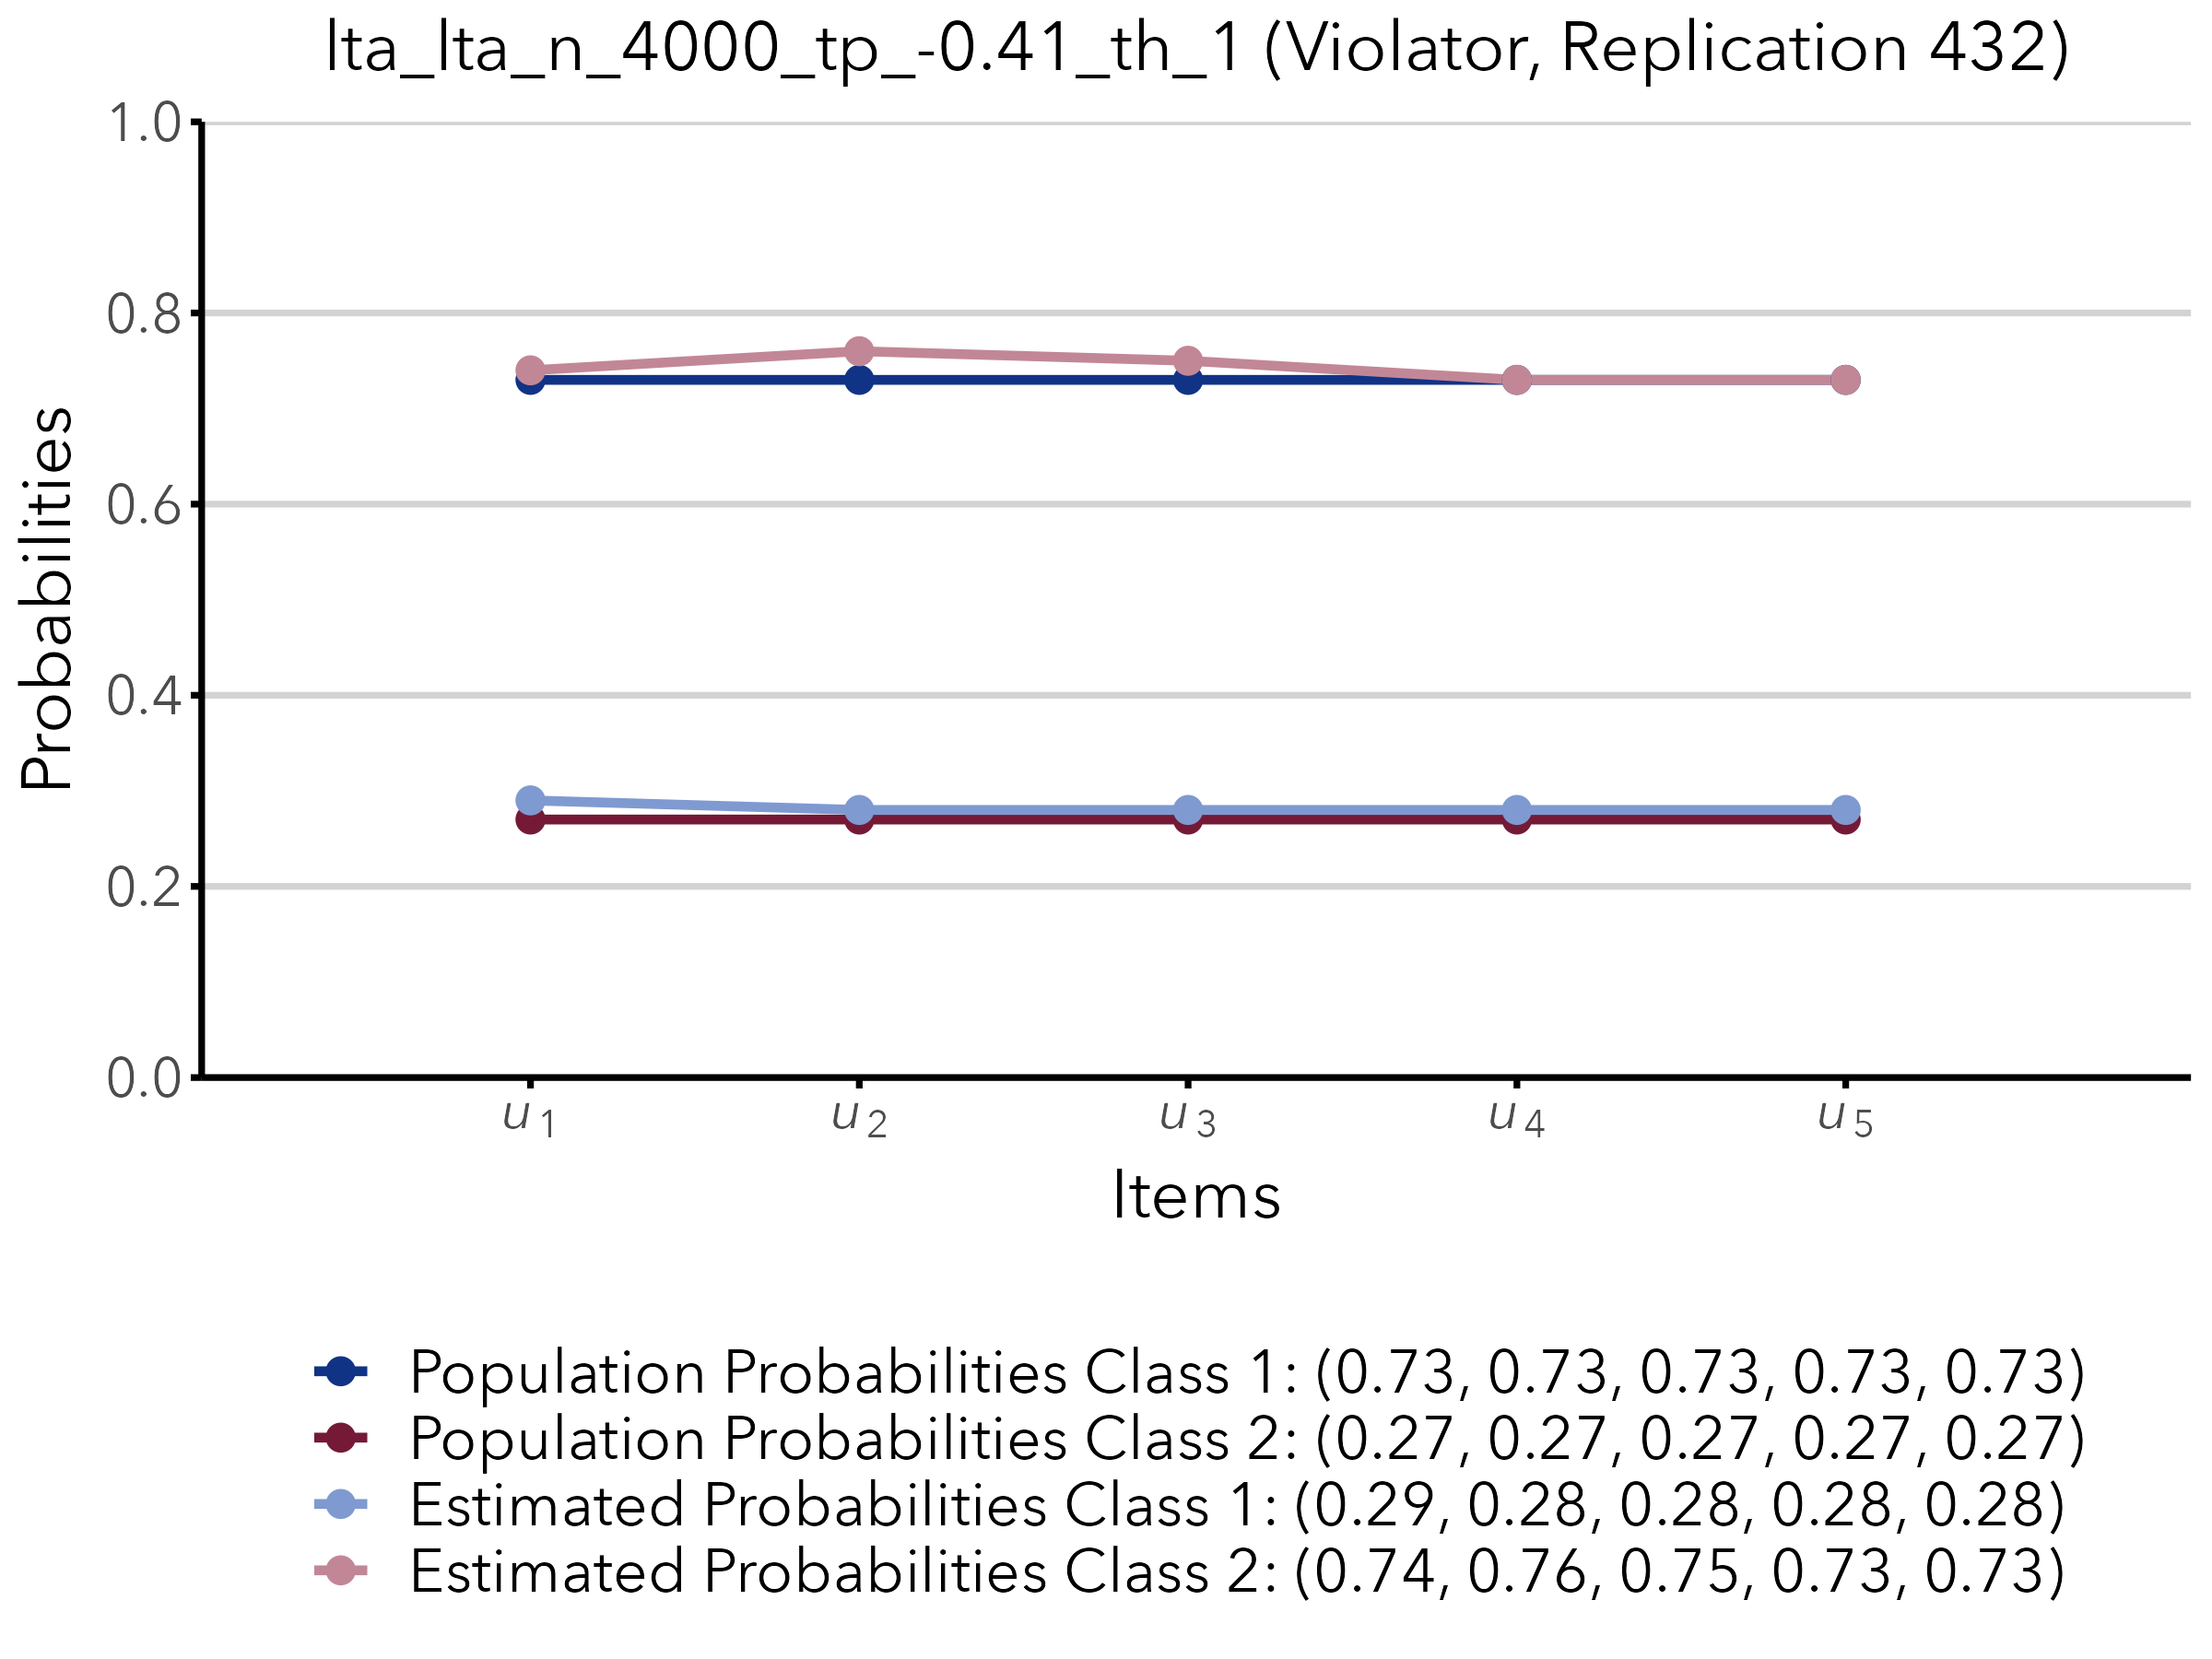 lta_lta_n_4000_tp_-0.41_th_1 (Violator, Replication 432)
1.0
0.8
0.6
0.4
0.2
0.0
Probabilities
u1
u2
u3
u4
u5
Items
Population Probabilities Class 1: (0.73, 0.73, 0.73, 0.73, 0.73)
Population Probabilities Class 2: (0.27, 0.27, 0.27, 0.27, 0.27)
Estimated Probabilities Class 1: (0.29, 0.28, 0.28, 0.28, 0.28)
Estimated Probabilities Class 2: (0.74, 0.76, 0.75, 0.73, 0.73)